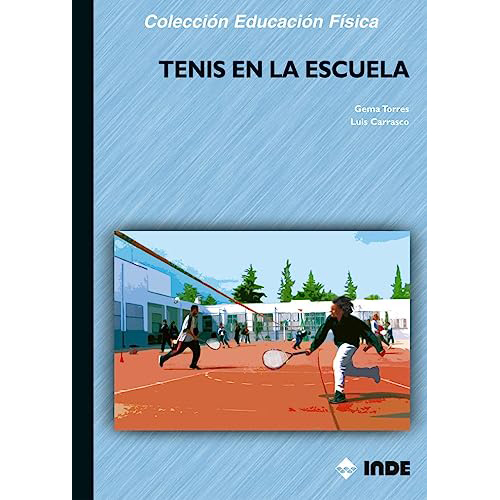 Colección Educación Física
TENIS EN LA ESCUELA
Gema Torres
Luis Carrasco
INDE